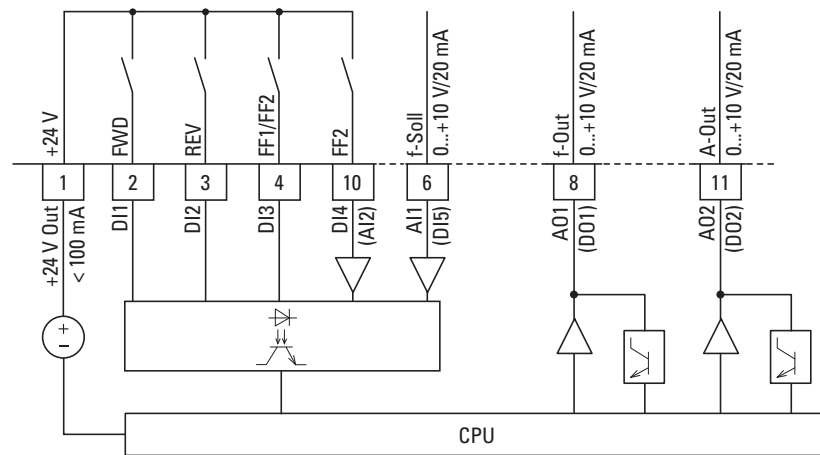 +24 V
FWD
REV
FF1/FF2
FF2
f-Soll
0...+10 V/20 mA
f-Out
0...+10 V/20 mA
A-Out
0...+10 V/20 mA
1
2
3
4
10
6
8
11
+24 V Out
< 100 mA
DI1
DI2
DI3
DI4
(AI2)
AI1
(DI5)
AO1
(DO1)
AO2
(DO2)
+
–
CPU